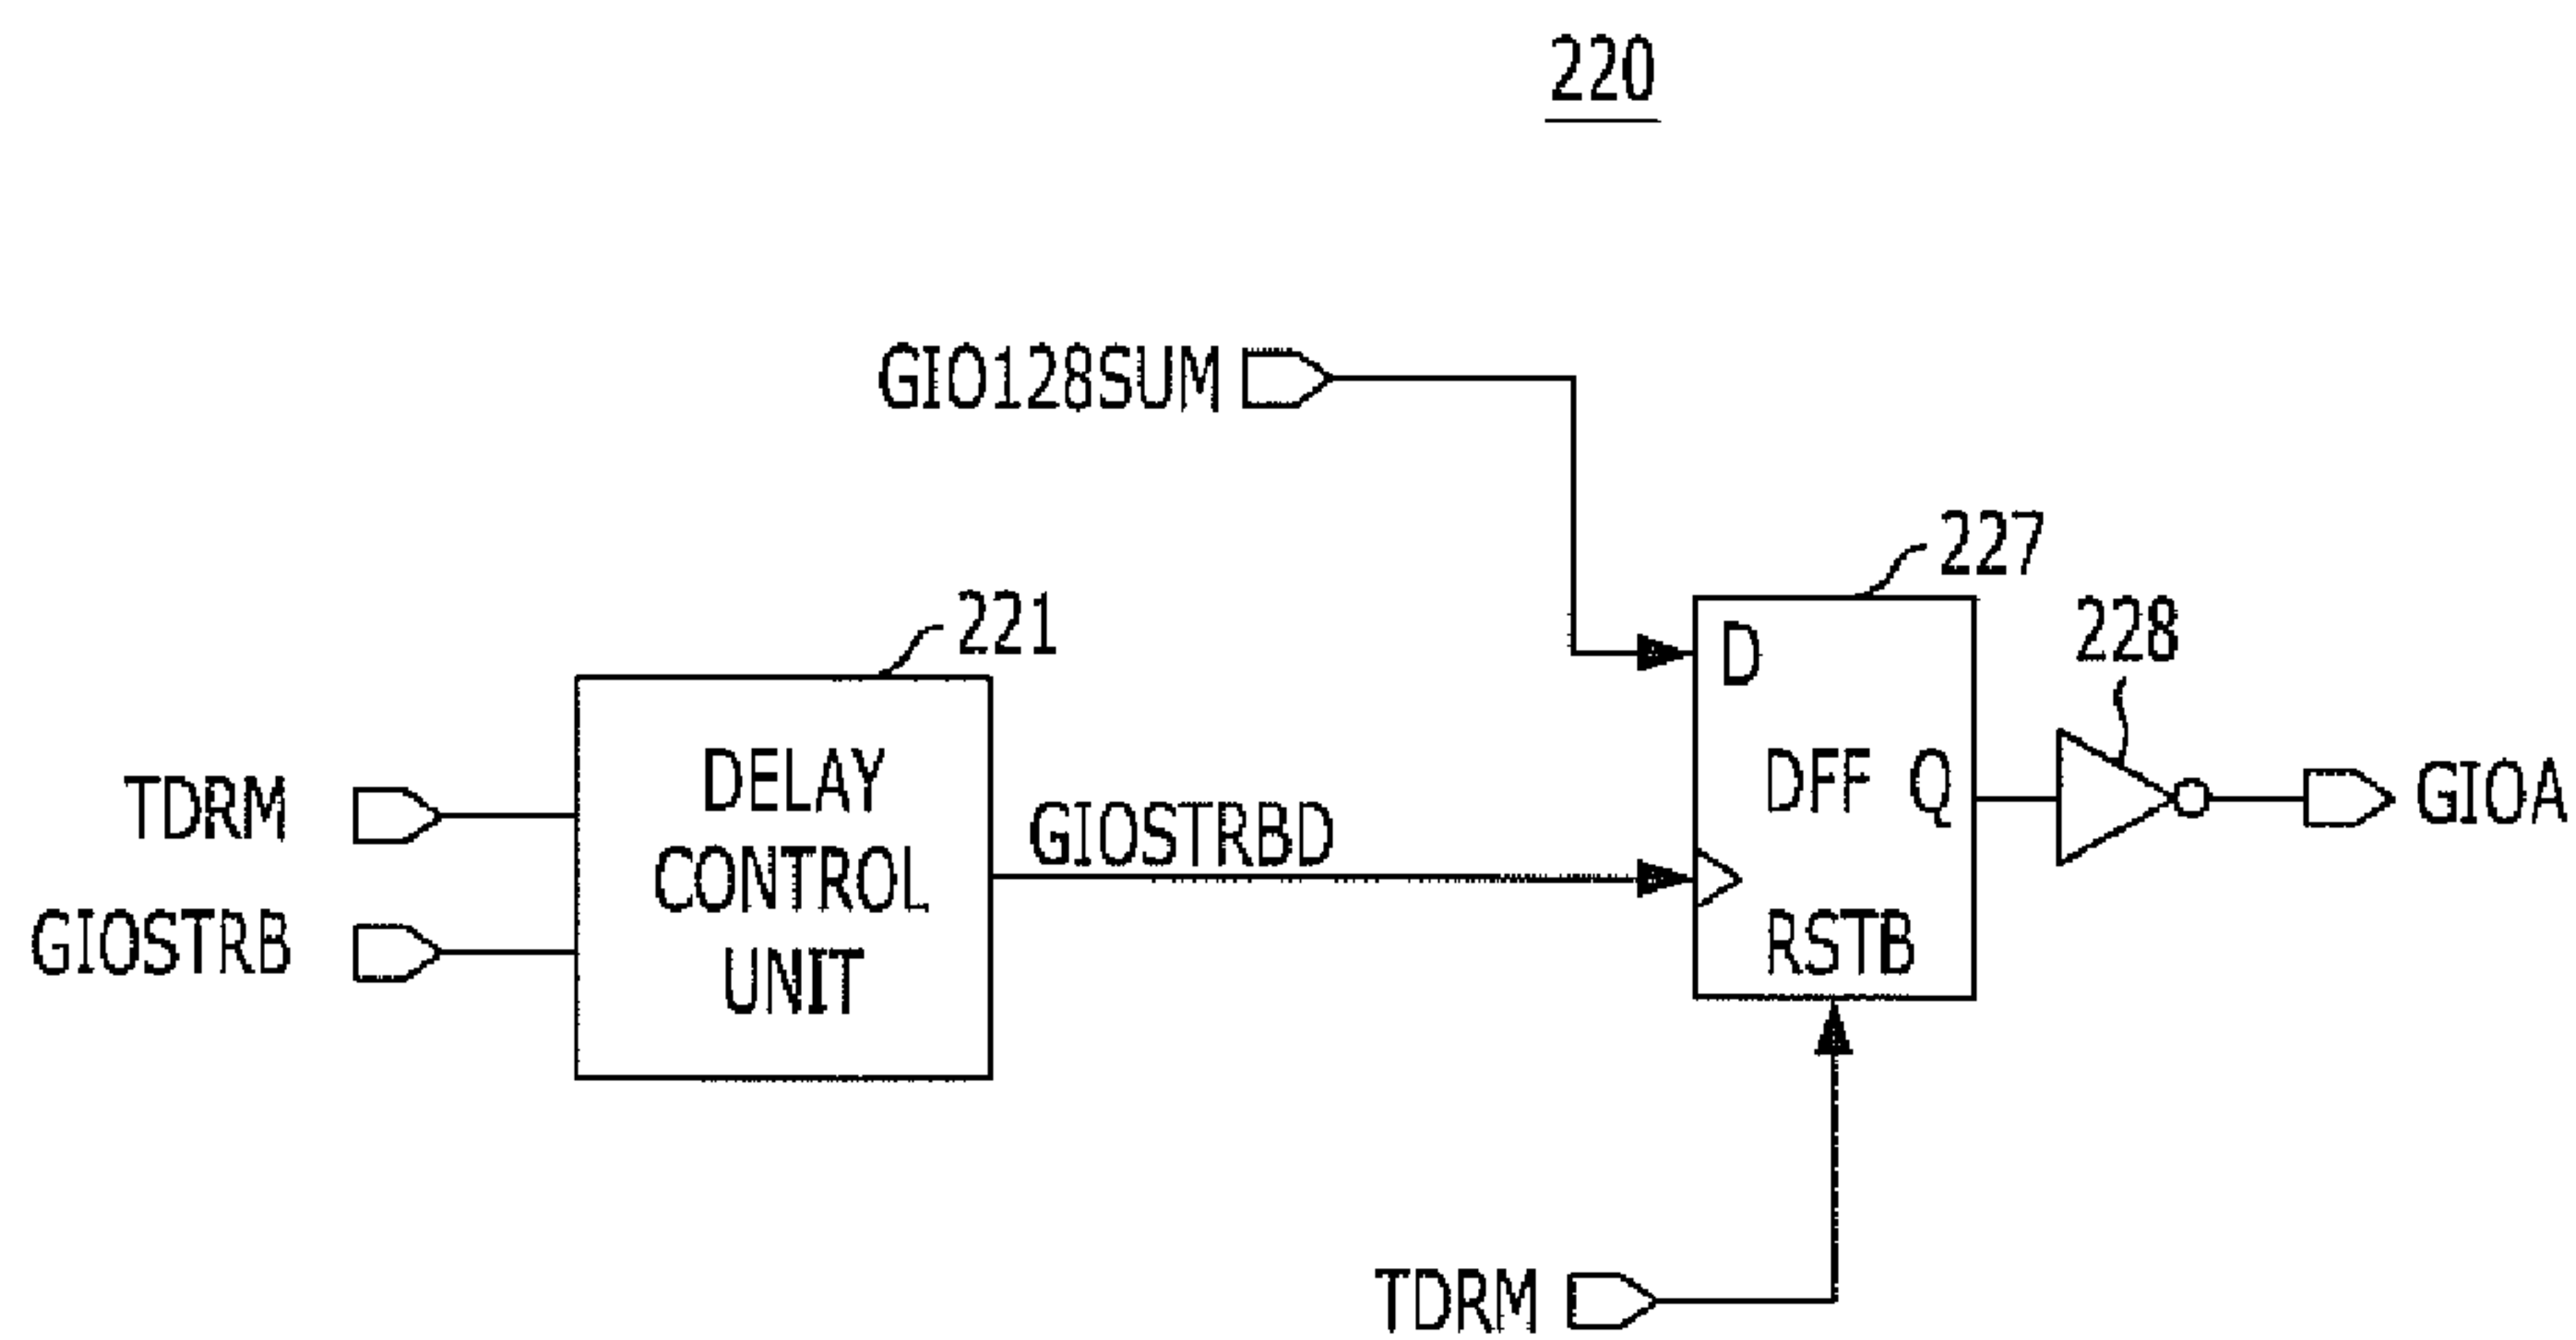 220
GIO128SUM
227
228
221
D
DFF Q
GIOA
TDRM
DELAY
CONTROL
UNIT
GIOSTRBD
GIOSTRB
RSTB
TDRM